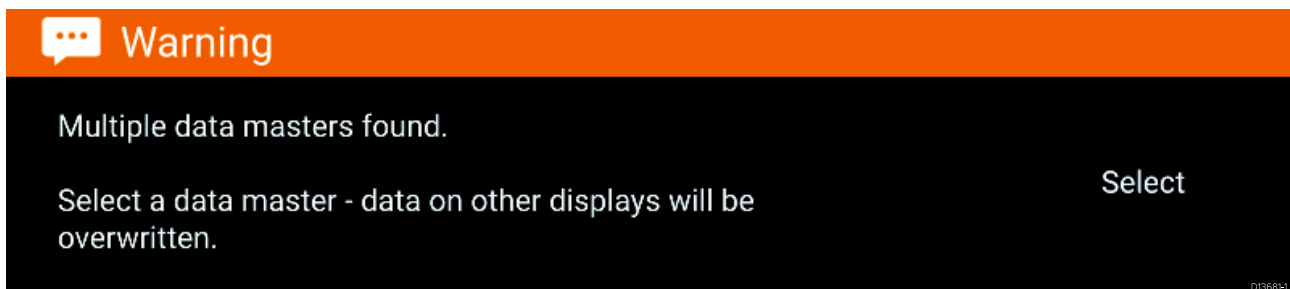 Warning
Multiple data masters found.
Select a data master - data on other displays will be
overwritten.
Select
D13681-1